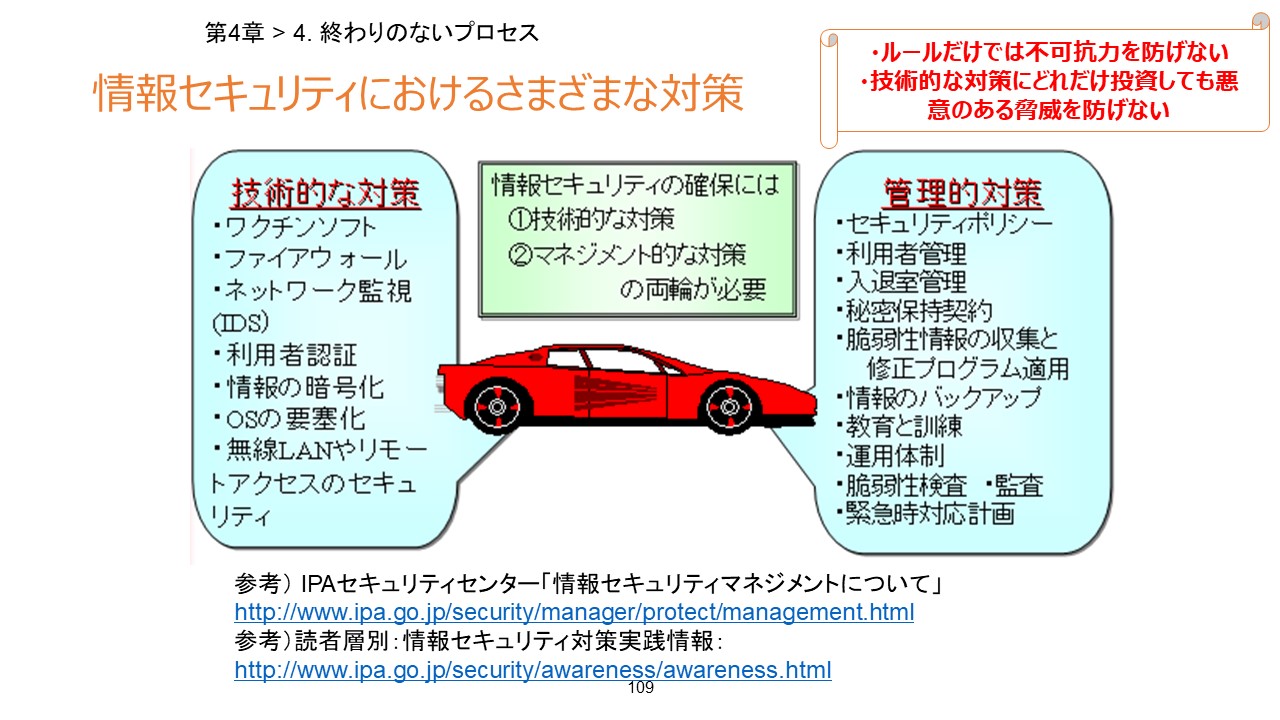 第4章 > 4. 終わりのないプロセス
情報セキュリティにおけるさまざまな対策
・ルールだけでは不可抗力を防げない
・技術的な対策にどれだけ投資しても悪
意のある脅威を防げない
技術的な対策
・ワクチンソフト
・ファイアウォール
・ネットワーク監視
(IDS)
・利用者認証
・情報の暗号化
・OSの要塞化
・無線LANやリモー
トアクセスのセキュ
リティ
情報セキュリティの確保には
①技術的な対策
②マネジメント的な対策
の両輪が必要
管理的対策
・セキュリティポリシー
・利用者管理
・入退室管理
・秘密保持契約
・脆弱性情報の収集と
修正プログラム適用
・情報のバックアップ
・教育と訓練
・運用体制
・脆弱性検査 ・監査
・緊急時対応計画
参考） IPAセキュリティセンター「情報セキュリティマネジメントについて」
http://www.ipa.go.jp/security/manager/protect/management.html
参考）読者層別：情報セキュリティ対策実践情報：
http://www.ipa.go.jp/security/awareness/awareness.html
109